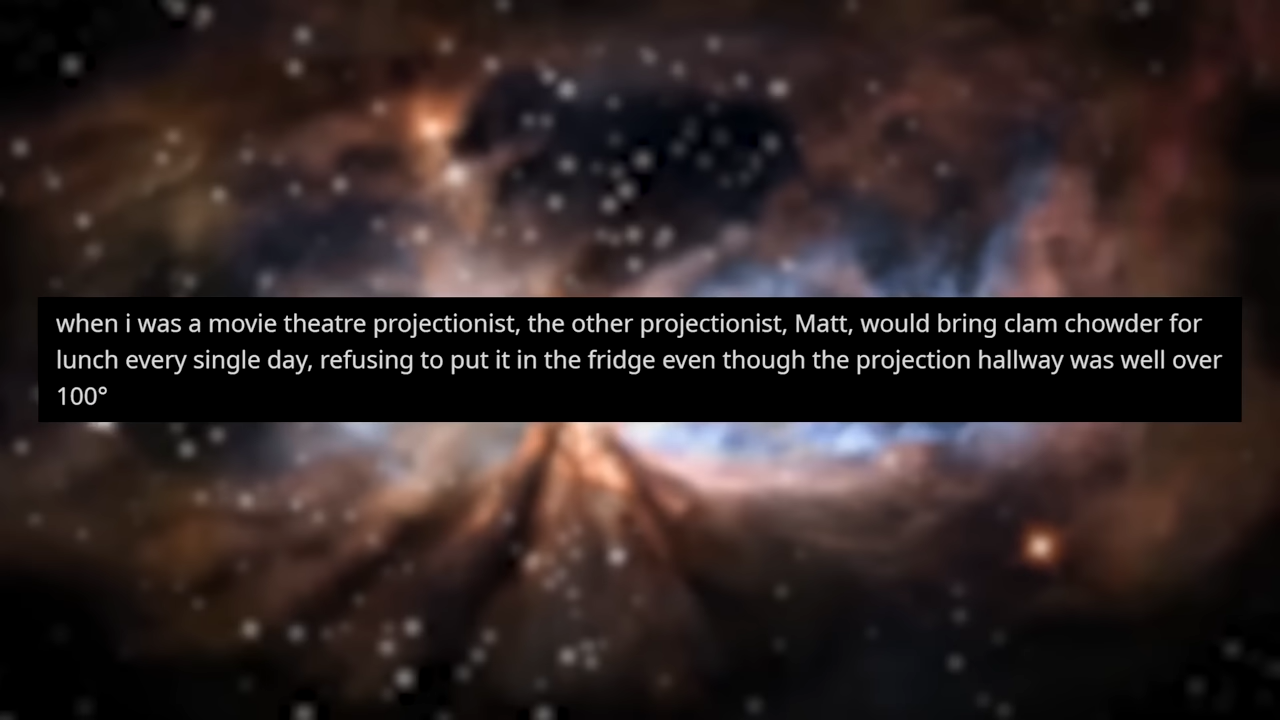 when i was a movie theatre projectionist, the other projectionist, Matt, would bring clam chowder for
lunch every single day, refusing to put it in the fridge even though the projection hallway was well over
100°